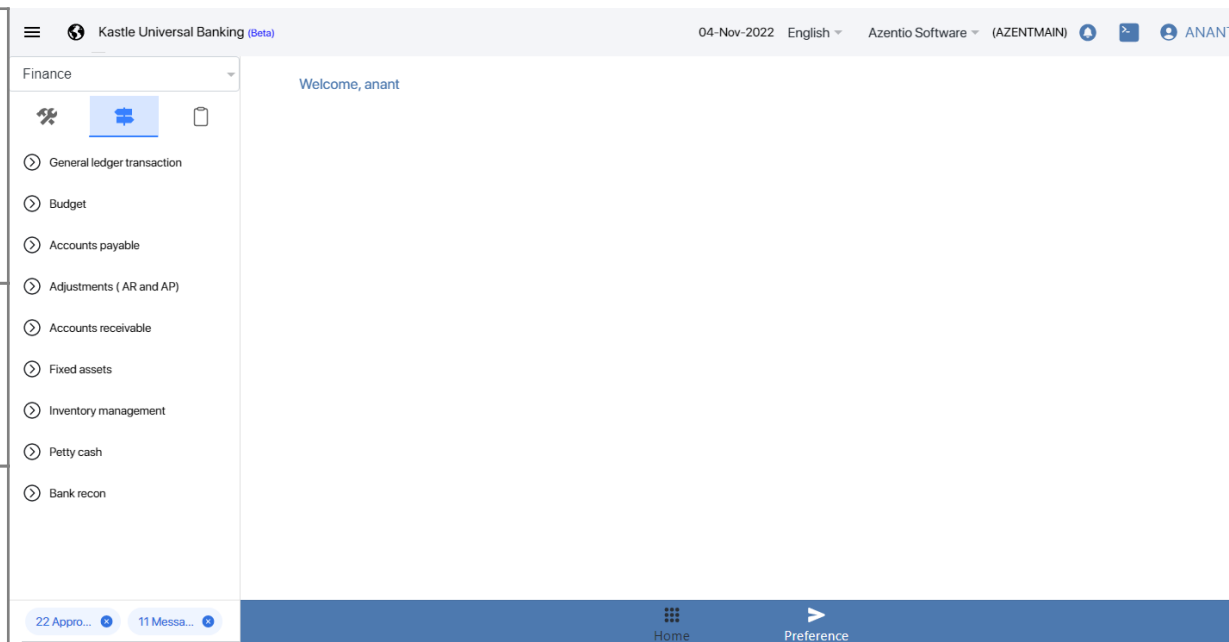 Kastle Universal Banking (Beta) 04-Nov-2022 English Azentio Software (AZENTMAIN) ANANT
Finance
Welcome, anant
General ledger transaction
Budget
Accounts payable
Adjustments ( AR and AP)
Accounts receivable
Fixed assets
Inventory management
Petty cash
Bank recon
22 Appro... 11 Messa...
Home Preference